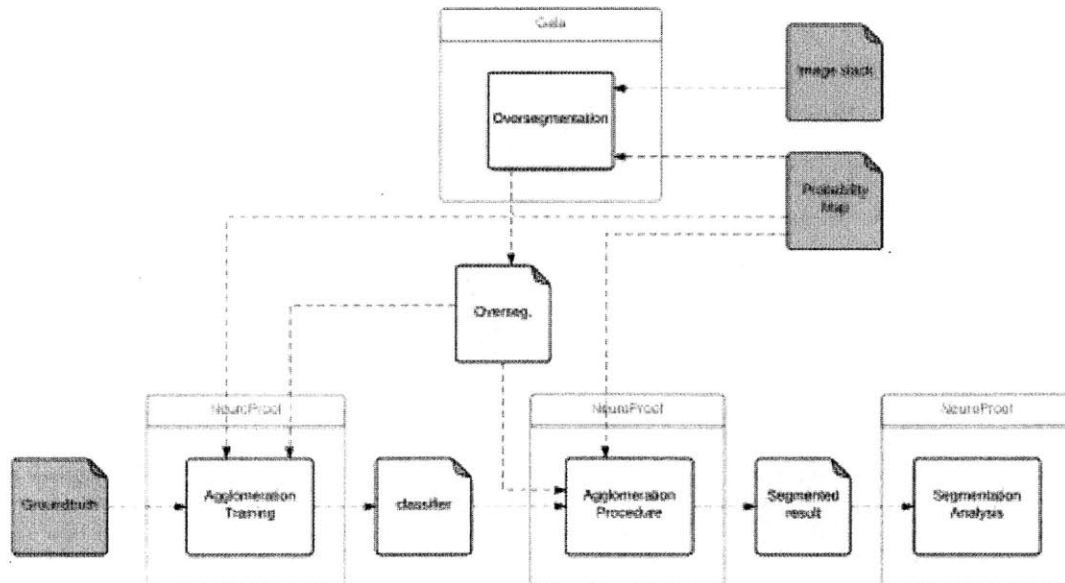 Gala
Image stack
Oversegmentation
Probability
Map
Overseg.
NeuroProof
NeuroProof
NeuroProof
Groundtruth
Agglomeration
Training
classifier
Agglomeration
Procedure
Segmented
result
Segmentation
Analysis